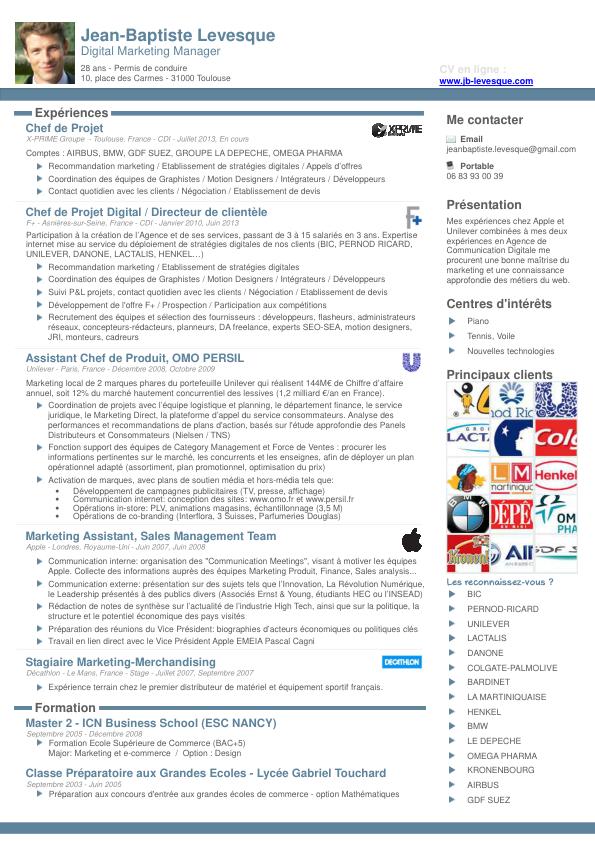 Jean-Baptiste Levesque
Digital Marketing Manager
28 ans - Permis de conduire
10, place des Carmes - 31000 Toulouse
CV en ligne :
www.jb-levesque.com
Expériences
Chef de Projet
X-PRIME Groupe – Toulouse, France - CDI - Juillet 2013, En cours
X-PRIME
Comptes : AIRBUS, BMW, GDF SUEZ, GROUPE LA DEPECHE, OMEGA PHARMA
Recommandation marketing / Etablissement de stratégies digitales / Appels d'offres
Coordination des équipes de Graphistes / Motion Designers / Intégrateurs / Développeurs
Contact quotidien avec les clients / Négociation / Etablissement de devis
Chef de Projet Digital / Directeur de clientèle
F+ - Asnières-sur-Seine, France - CDI - Janvier 2010, Juin 2013
Participation à la création de l'Agence et de ses services, passant de 3 à 15 salariés en 3 ans. Expertise
internet mise au service du déploiement de stratégies digitales de nos clients (BIC, PERNOD RICARD,
UNILEVER, DANONE, LACTALIS, HENKEL…)
Recommandation marketing / Etablissement de stratégies digitales
Coordination des équipes de Graphistes / Motion Designers / Intégrateurs / Développeurs
Suivi P&L projets, contact quotidien avec les clients / Négociation / Etablissement de devis
Développement de l'offre F+ / Prospection / Participation aux compétitions
Recrutement des équipes et sélection des fournisseurs : dévelopeurs, flasheurs, administrateurs
réseaux, concepteurs-rédacteurs, planneurs, DA freelance, experts SEO-SEA, motion designers,
JRI, monteurs, cadreurs
Assistant Chef de Produit, OMO PERSIL
Unilever - Paris, France - Décembre 2008, Octobre 2009
Marketing local de 2 marques phares du portefeuille Unilever qui réalisent 144M€ de Chiffre d'affaire
annuel, soit 12% du marché hautement concurrentiel des lessives (1,2 milliard €/an en France).
Coordination de projets avec l'équipe logistique et planning, le département finance, le service
juridique, le Marketing Direct, la plateforme d'appel du service consommateurs. Analyse des
performances et recommandations de plans d'action, basés sur l'étude approfondie des Panels
Distributeurs et Consommateurs (Nielsen / TNS)
Fonction support des équipes de Category Management et Force de Ventes : procurer les
informations pertinentes sur le marché, les concurrents et les enseignes, afin de déployer un plan
opérationnel adapté (assortiment, plan promotionnel, optimisation du prix)
Activation de marques, avec plans de soutien média et hors-média tels que:
• Développement de campagnes publicitaires (TV, presse, affichage)
• Communication internet: conception des sites: www.omo.fr et www.persil.fr
• Opérations in-store: PLV, animations magasins, échantillonnage (3,5 M)
• Opérations de co-branding (Interflora, 3 Suisses, Parfumeries Douglas)
Marketing Assistant, Sales Management Team
Apple - Londres, Royaume-Uni - Juin 2007, Juin 2008
Communication interne: organisation des "Communication Meetings", visant à motiver les équipes
Apple. Collecte des informations auprès des équipes Marketing Produit, Finance, Sales analysis...
Communication externe: présentation sur des sujets tels que l'Innovation, La Révolution Numérique,
le Leadership présentés à des publics divers (Associés Ernst & Young, étudiants HEC ou l'INSEAD)
Rédaction de notes de synthèse sur l'actualité de l'industrie High Tech, ainsi que sur la politique, la
structure et le potentiel économique des pays visités
Préparation des réunions du Vice Président: biographies d'acteurs économiques ou politiques clés
Travail en lien direct avec le Vice Président Apple EMEIA Pascal Cagni
Stagiaire Marketing-Merchandising
Décathlon - Le Mans, France - Stage - Juillet 2007, Septembre 2007
DECATHLON
Expérience terrain chez le premier distributeur de matériel et équipement sportif français.
Formation
Master 2 - ICN Business School (ESC NANCY)
Septembre 2005 - Décembre 2008
Formation Ecole Supérieure de Commerce (BAC+5)
Major: Marketing et e-commerce / Option : Design
Classe Préparatoire aux Grandes Ecoles - Lycée Gabriel Touchard
Septembre 2003 - Juin 2005
Préparation aux concours d'entrée aux grandes écoles de commerce - option Mathématiques
Me contacter
Email
jeanbaptiste.levesque@gmail.com
Portable
06 83 93 00 39
Présentation
Mes expériences chez Apple et
Unilever combinées à mes deux
expériences en Agence de
Communication Digitale me
procurent une bonne maîtrise du
marketing et une connaissance
approfondie des métiers du web.
Centres d'intérêts
Piano
Tennis, Voile
Nouvelles technologies
Principaux clients
nod Ric
LACT
Colg
LM
martiniqu
Henkel
BMW
DÉPÊ
OM
PHA
Kronen
AIR
GDF S
Les reconnaissez-vous ?
BIC
PERNOD-RICARD
UNILEVER
LACTALIS
DANONE
COLGATE-PALMOLIVE
BARDINET
LA MARTINIQUAISE
HENKEL
BMW
LE DEPECHE
OMEGA PHARMA
KRONENBOURG
AIRBUS
GDF SUEZ